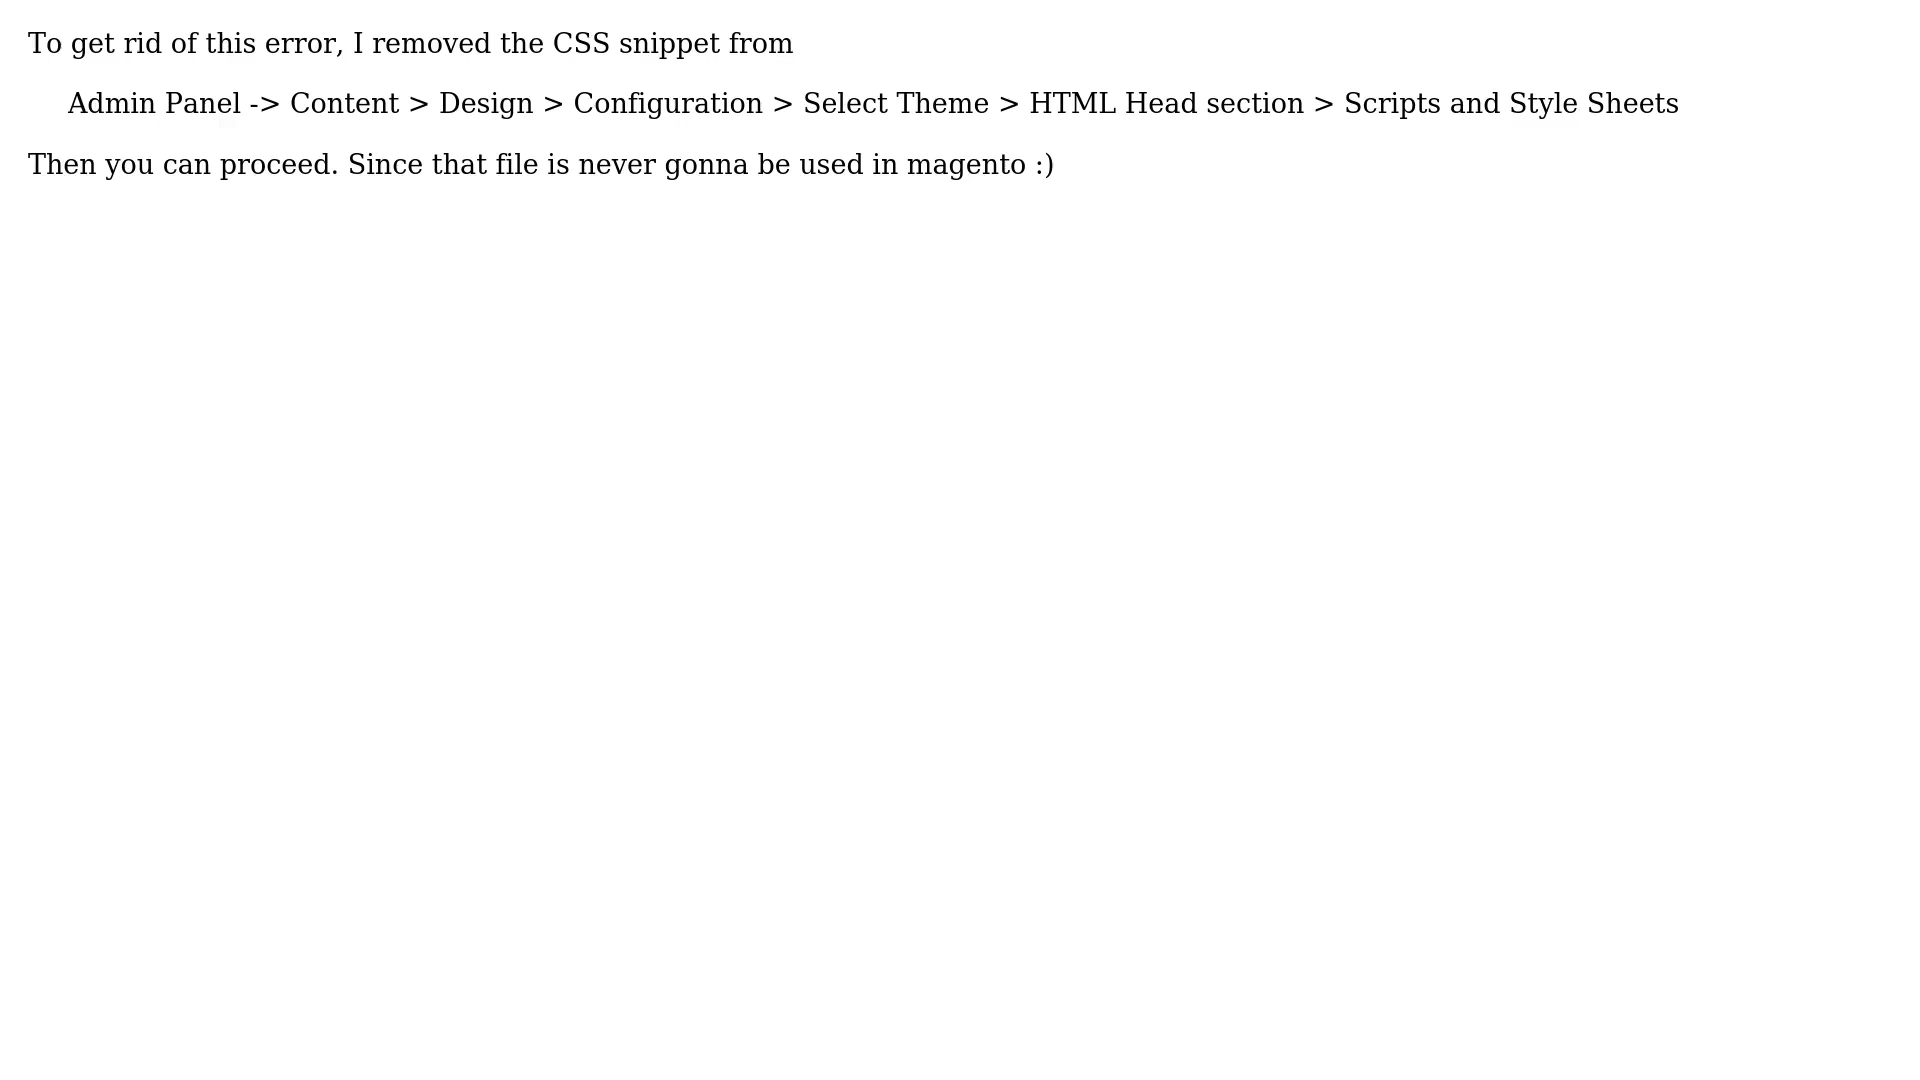 To get rid of this error, I removed the CSS snippet from
Admin Panel -> Content > Design > Configuration > Select Theme > HTML Head section > Scripts and Style Sheets
Then you can proceed. Since that file is never gonna be used in magento :)